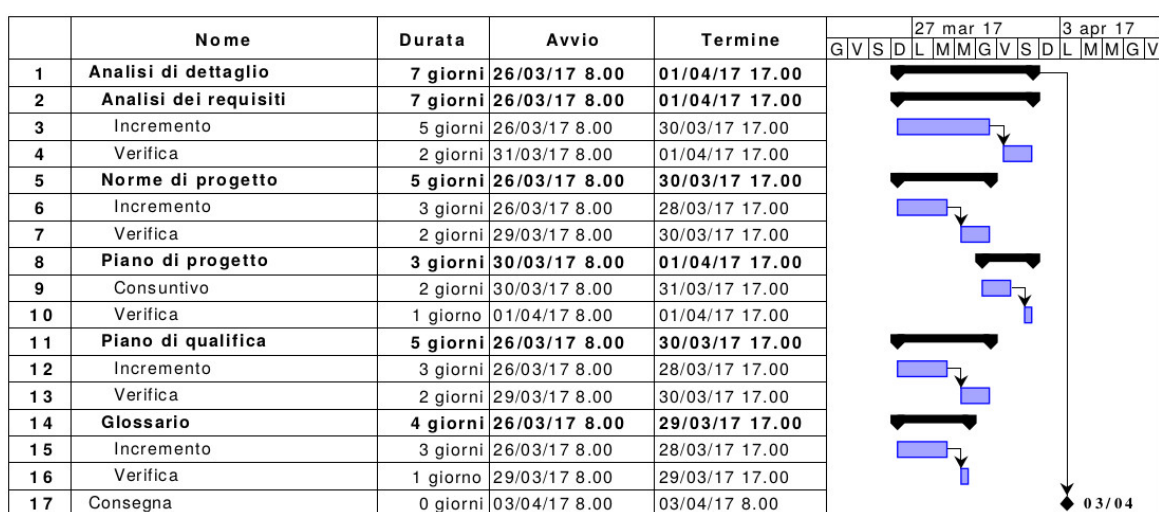 Nome Durata Avvio Termine 27 mar 17 3 apr 17
G V S D L M M G V S D L M M G V
1 Analisi di dettaglio 7 giorni 26/03/17 8.00 01/04/17 17.00
2 Analisi dei requisiti 7 giorni 26/03/17 8.00 01/04/17 17.00
3 Incremento 5 giorni 26/03/17 8.00 30/03/17 17.00
4 Verifica 2 giorni 31/03/17 8.00 01/04/17 17.00
5 Norme di progetto 5 giorni 26/03/17 8.00 30/03/17 17.00
6 Incremento 3 giorni 26/03/17 8.00 28/03/17 17.00
7 Verifica 2 giorni 29/03/17 8.00 30/03/17 17.00
8 Piano di progetto 3 giorni 30/03/17 8.00 01/04/17 17.00
9 Consuntivo 2 giorni 30/03/17 8.00 31/03/17 17.00
10 Verifica 1 giorno 01/04/17 8.00 01/04/17 17.00
11 Piano di qualifica 5 giorni 26/03/17 8.00 30/03/17 17.00
12 Incremento 3 giorni 26/03/17 8.00 28/03/17 17.00
13 Verifica 2 giorni 29/03/17 8.00 30/03/17 17.00
14 Glossario 4 giorni 26/03/17 8.00 29/03/17 17.00
15 Incremento 3 giorni 26/03/17 8.00 28/03/17 17.00
16 Verifica 1 giorno 29/03/17 8.00 29/03/17 17.00
17 Consegna 0 giorni 03/04/17 8.00 03/04/17 8.00 03/04